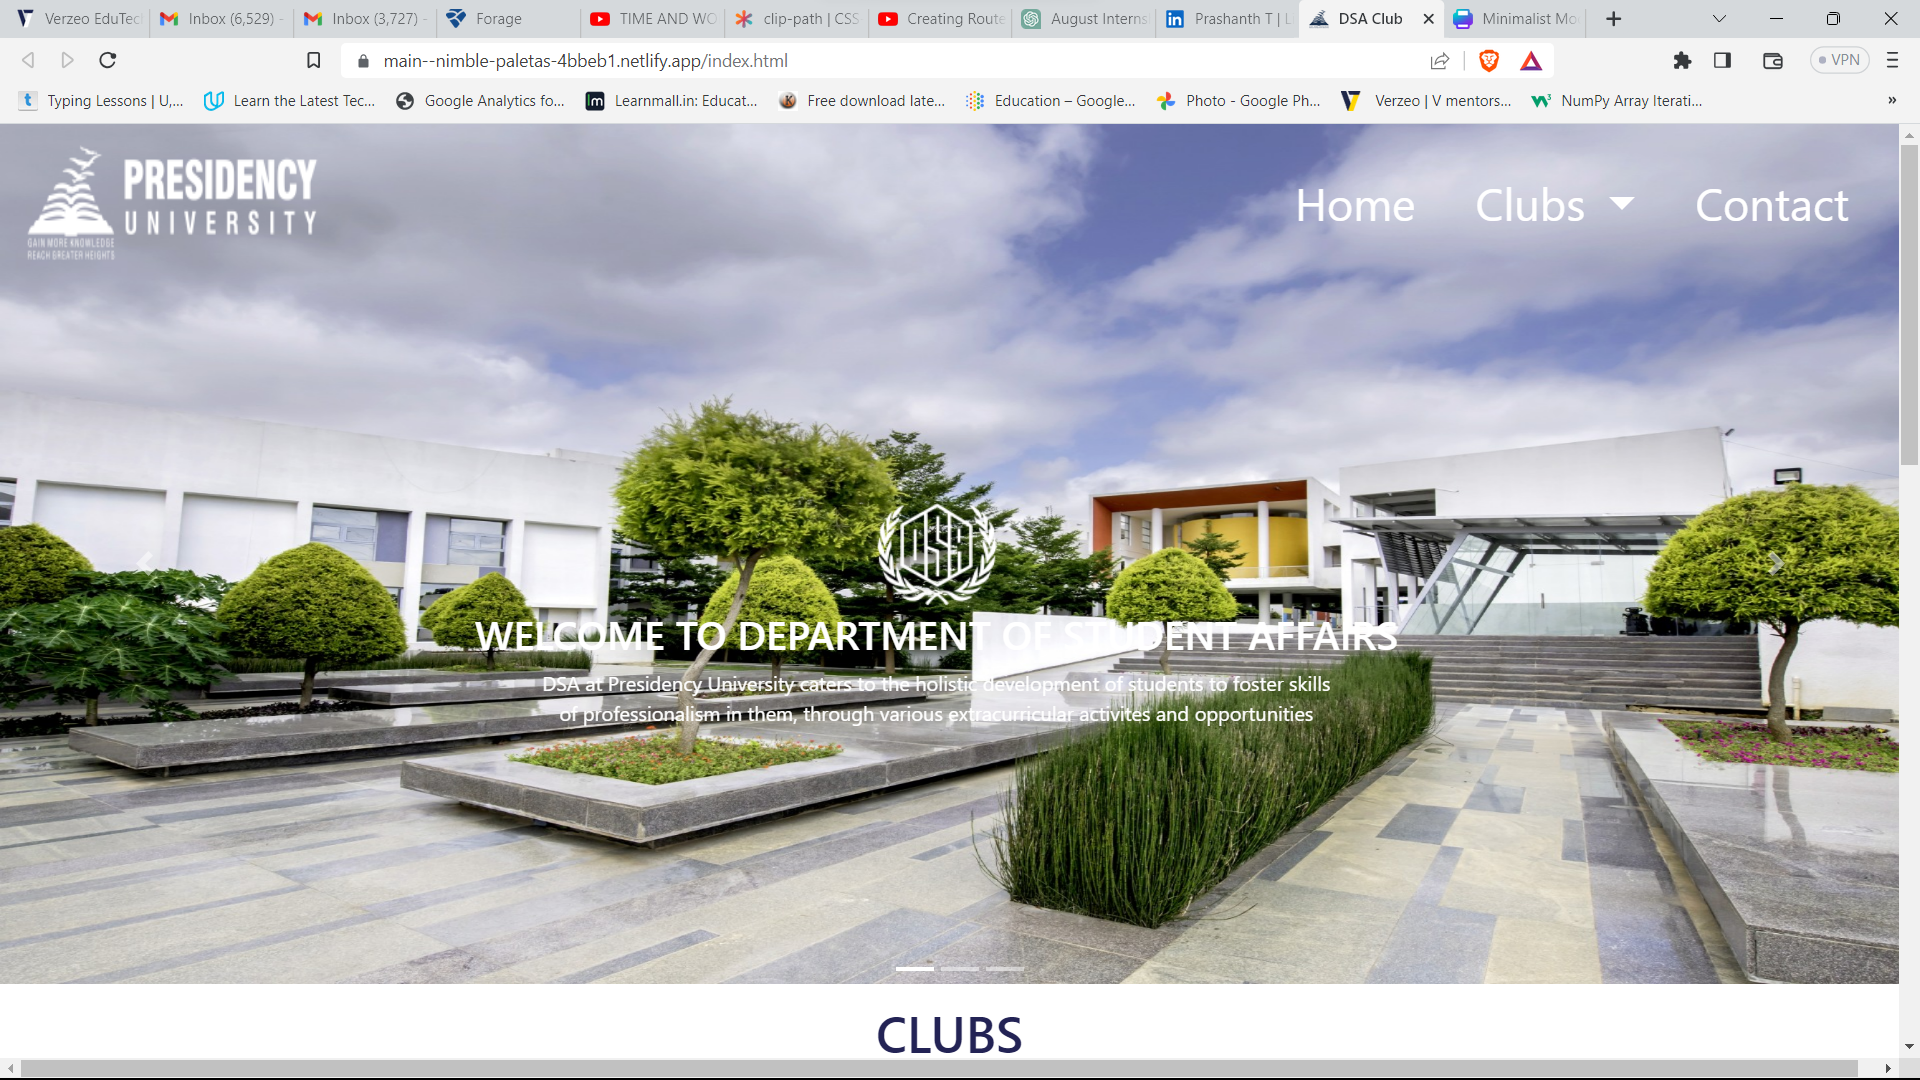 Verzeo EduTec
Inbox (6,529) -
Inbox (3,727) -
Forage
TIME AND WO
clip-path | CSS
Creating Route
August Interns
Prashanth T | L
DSA Club
Minimalist Mo
main--nimble-paletas-4bbeb1.netlify.app/index.html
VPN
Typing Lessons | U,...
Learn the Latest Tec...
Google Analytics fo...
Learnmall.in: Educat...
Free download late...
Education – Google...
Photo - Google Ph...
Verzeo | V mentors...
NumPy Array Iterati...
»
PRESIDENCY
UNIVERSITY
GAIN MORE KNOWLEDGE
REACH GREATER HEIGHTS
Home
Clubs
Contact
WELCOME TO DEPARTMENT OF STUDENT AFFAIRS
DSA at Presidency University caters to the holistic development of students to foster skills
of professionalism in them, through various extracurricular activites and opportunities
CLUBS